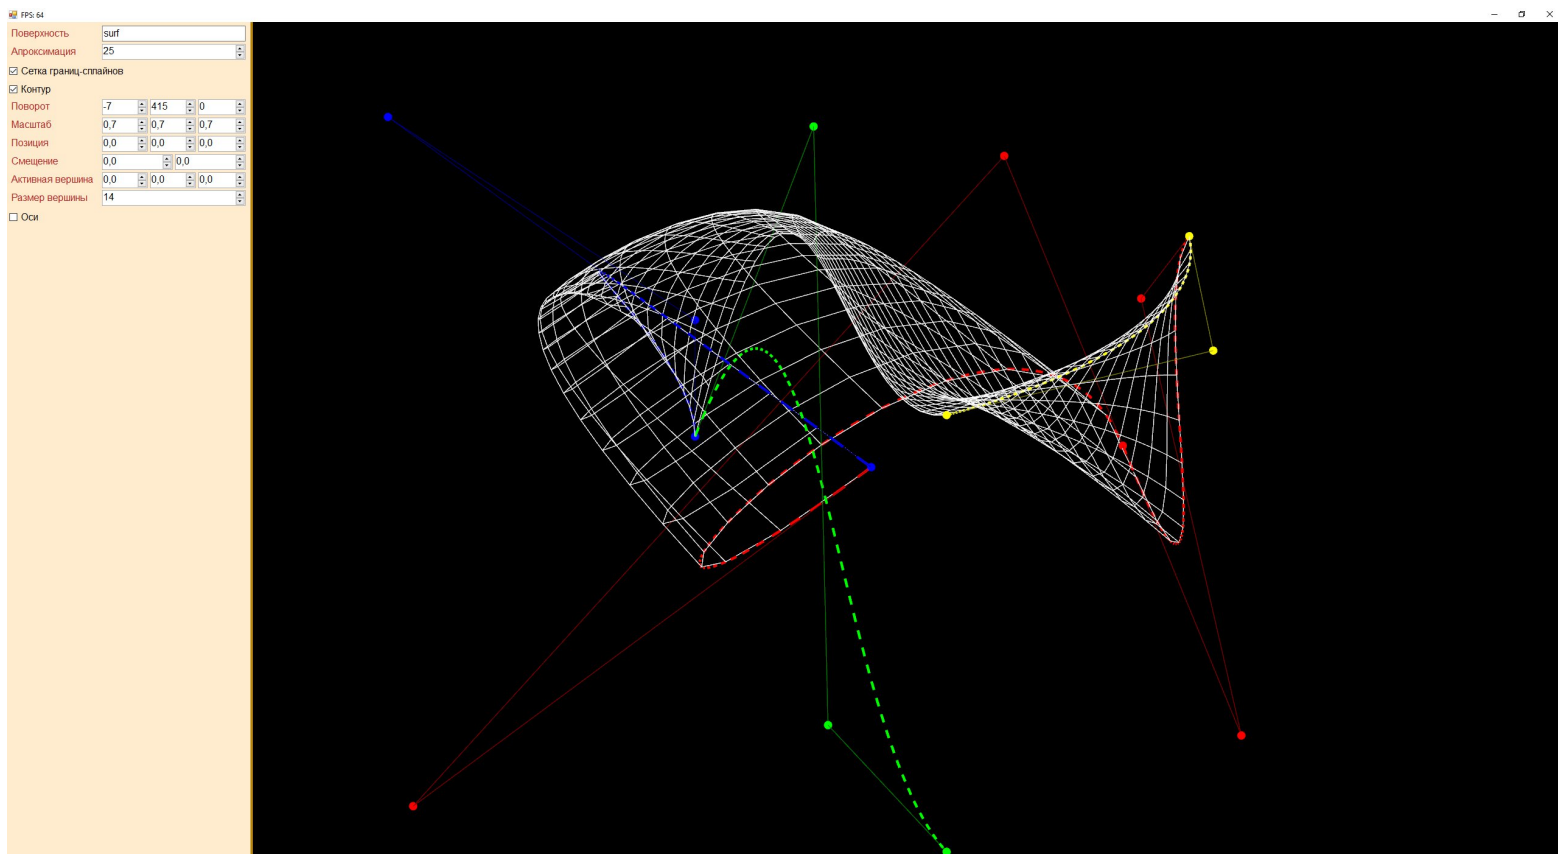 FPS: 64
Поверхность surf
Апроксимация 25
Сетка границ-сплайнов
Контур
Поворот -7 415 0
Масштаб 0,7 0,7 0,7
Позиция 0,0 0,0 0,0
Смещение 0,0 0,0
Активная вершина 0,0 0,0 0,0
Размер вершины 14
Оси